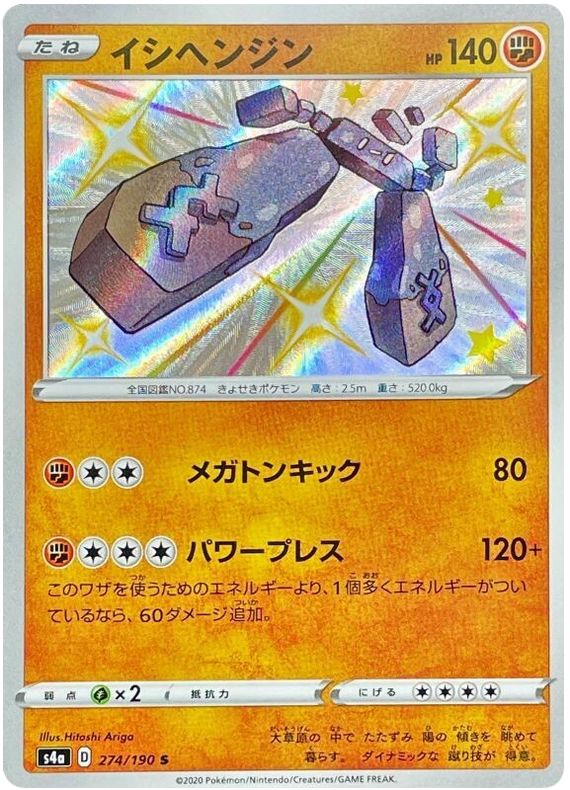 たね イシヘンジン HP 140
全国図鑑NO.874 きょせきポケモン 高さ：2.5m 重さ：520.0kg
メガトンキック 80
パワープレス 120+
このワザを使うためのエネルギーより、1個多くエネルギーがつい
ているなら、60ダメージ追加。
弱点 ×2 抵抗力 にげる
Illus.Hitoshi Ariga
s4a D 274/190 S
大草原の 中で たたずみ 陽の 傾きを 眺めて
暮らす。 ダイナミックな 蹴り技が 得意。
©2020 Pokémon/Nintendo/Creatures/GAME FREAK.